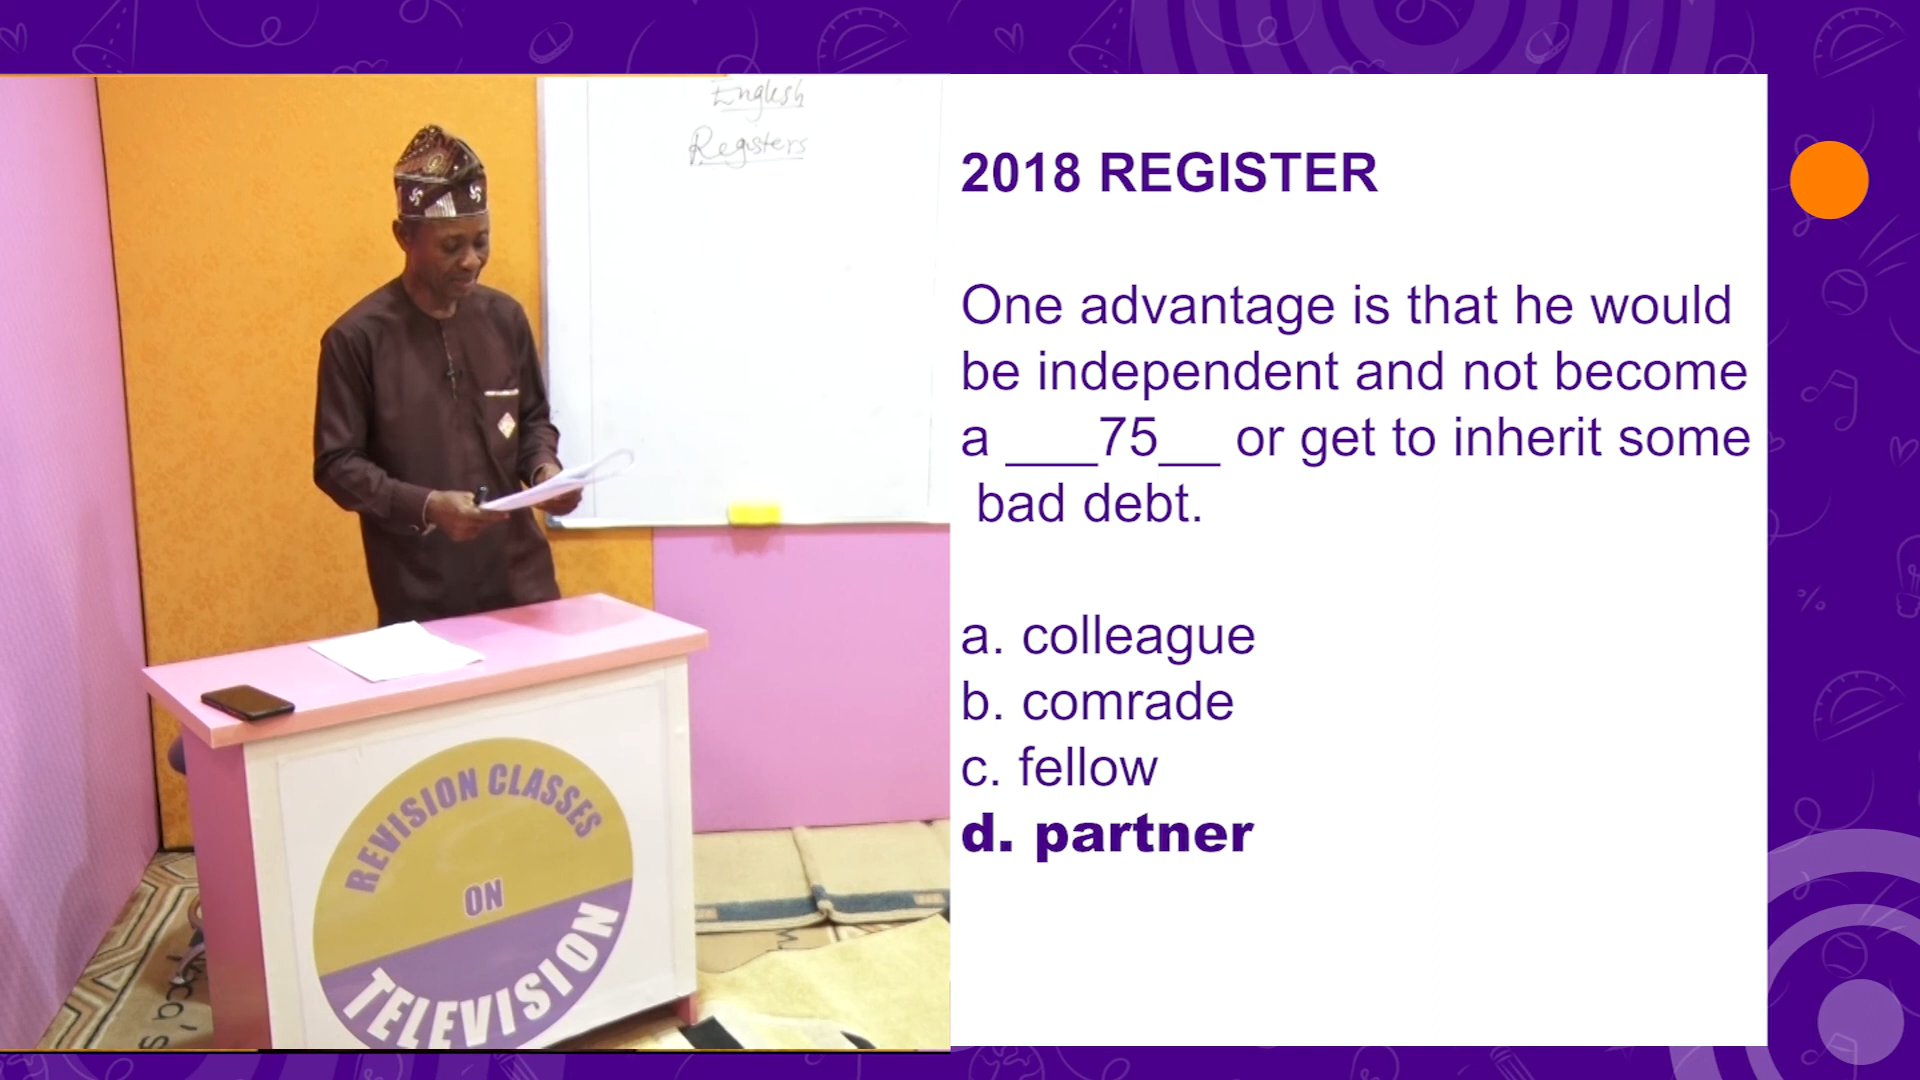 English
Registers
REVISION CLASSES
ON
TELEVISION
2018 REGISTER
One advantage is that he would
be independent and not become
a ___75__ or get to inherit some
bad debt.
a. colleague
b. comrade
c. fellow
d. partner